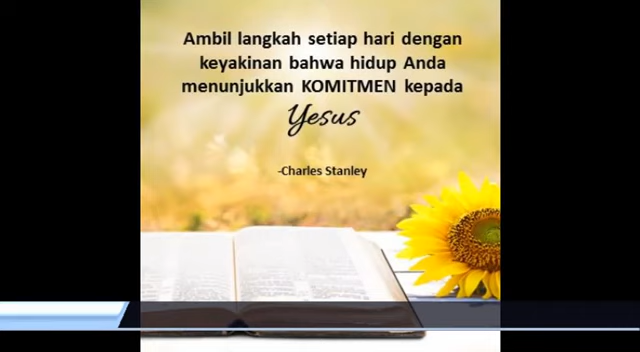 Ambil langkah setiap hari dengan
keyakinan bahwa hidup Anda
menunjukkan KOMITMEN kepada
Yesus
-Charles Stanley